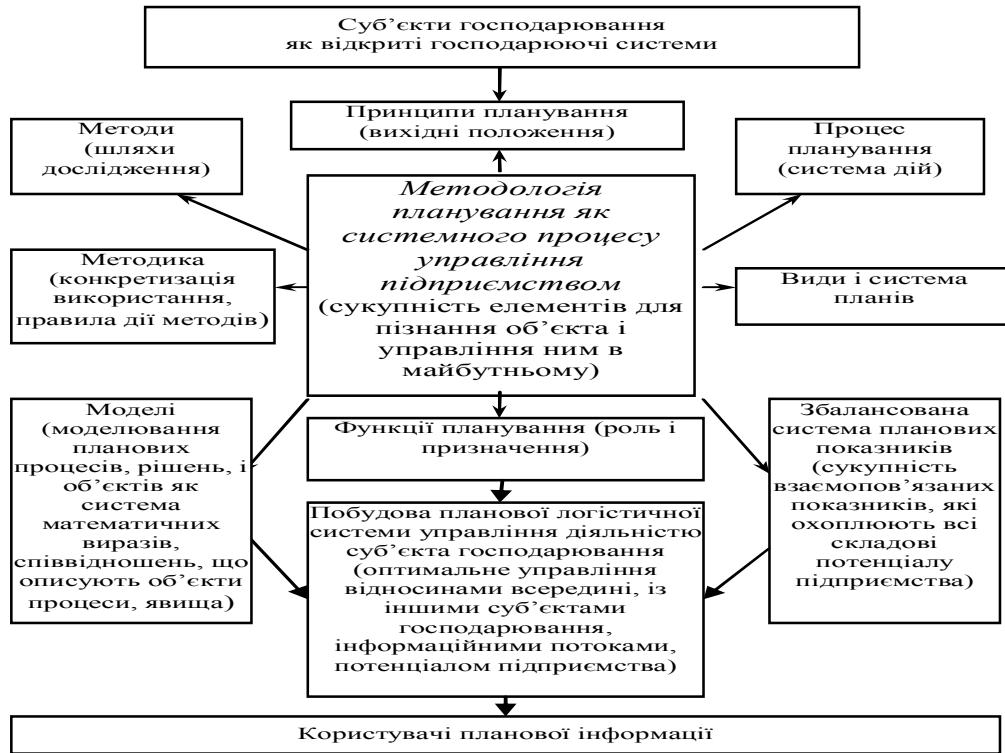 Суб’єкти господарювання
як відкриті господарюючі системи
Принципи планування
(вихідні положення)
Методи
(шляхи
дослідження)
Процес
планування
(система дій)
Методологія
планування як
системного процесу
управління
підприємством
(сукупність елементів для
пізнання об’єкта і
управління ним в
майбутньому)
Методика
(конкретизація
використання,
правила дії методів)
Види і система
планів
Моделі
(моделювання
планових
процесів, рішень, і
об’єктів як
система
математичних
виразів,
співвідношень, що
описують об’єкти
процеси, явища)
Функції планування (роль і
призначення)
Збалансована
система планових
показників
(сукупність
взаємопов’язаних
показників, які
охоплюють всі
складові
потенціалу
підприємства)
Побудова планової логістичної
системи управління діяльністю
суб’єкта господарювання
(оптимальне управління
відносинами всередині, із
іншими суб’єктами
господарювання,
інформаційними потоками,
потенціалом підприємства)
Користувачі планової інформації